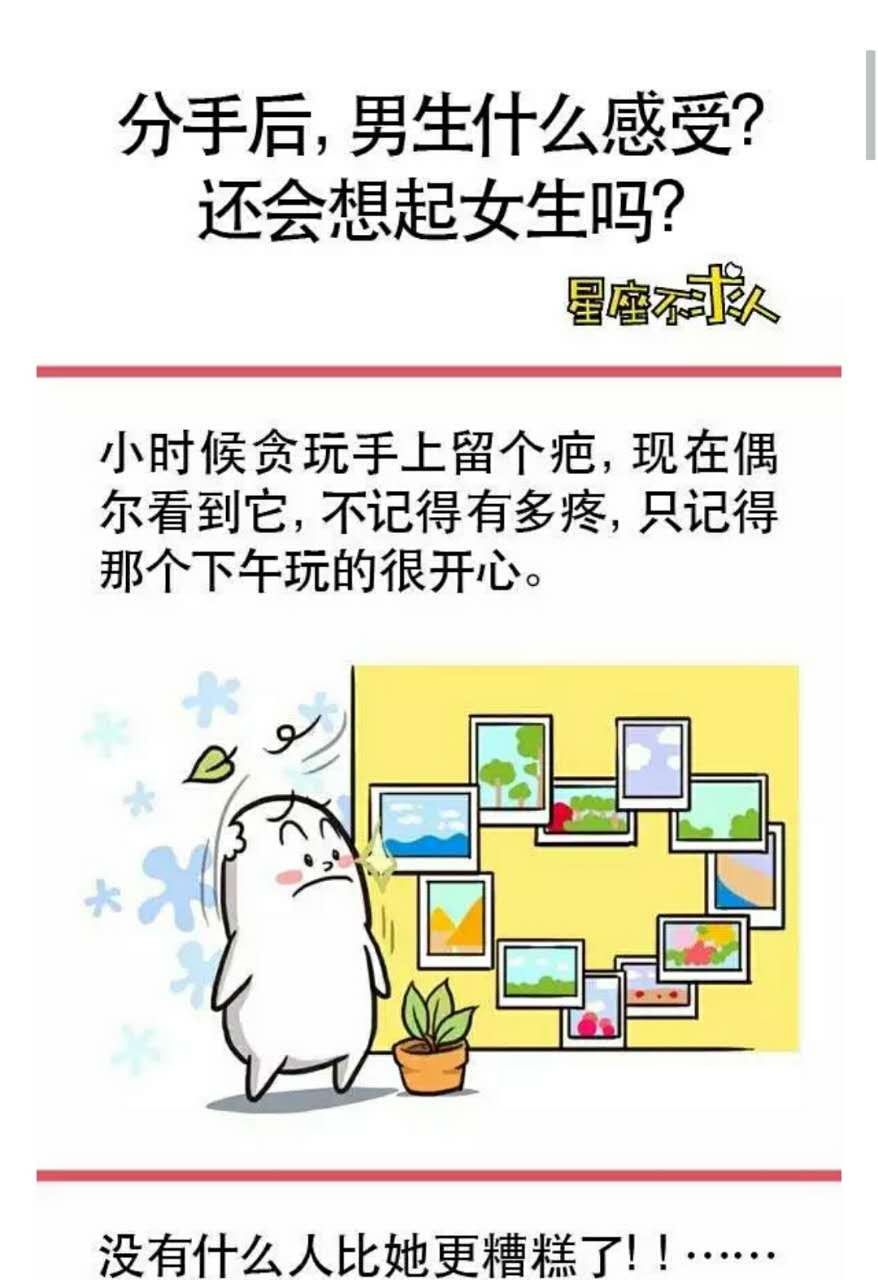 分手后，男生什么感受？
还会想起女生吗？
星座不求人
小时候贪玩手上留个疤，现在偶
尔看到它，不记得有多疼，只记得
那个下午玩的很开心。
没有什么人比她更糟糕了！！……